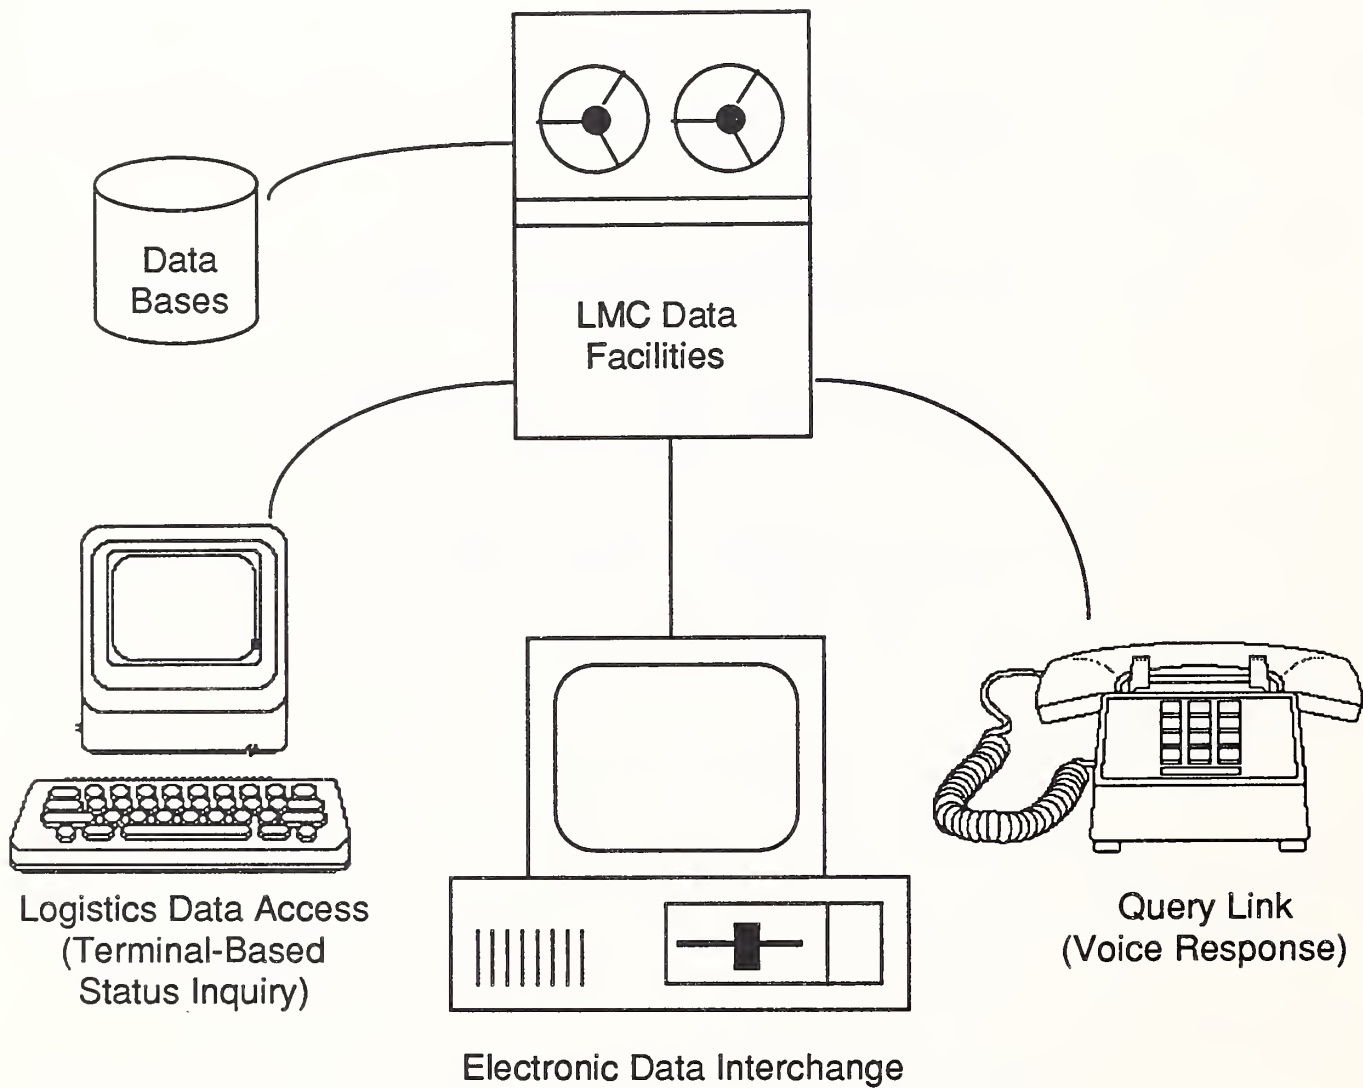 Data
Bases
LMC Data
Facilities
Logistics Data Access
(Terminal-Based
Status Inquiry)
Query Link
(Voice Response)
Electronic Data Interchange